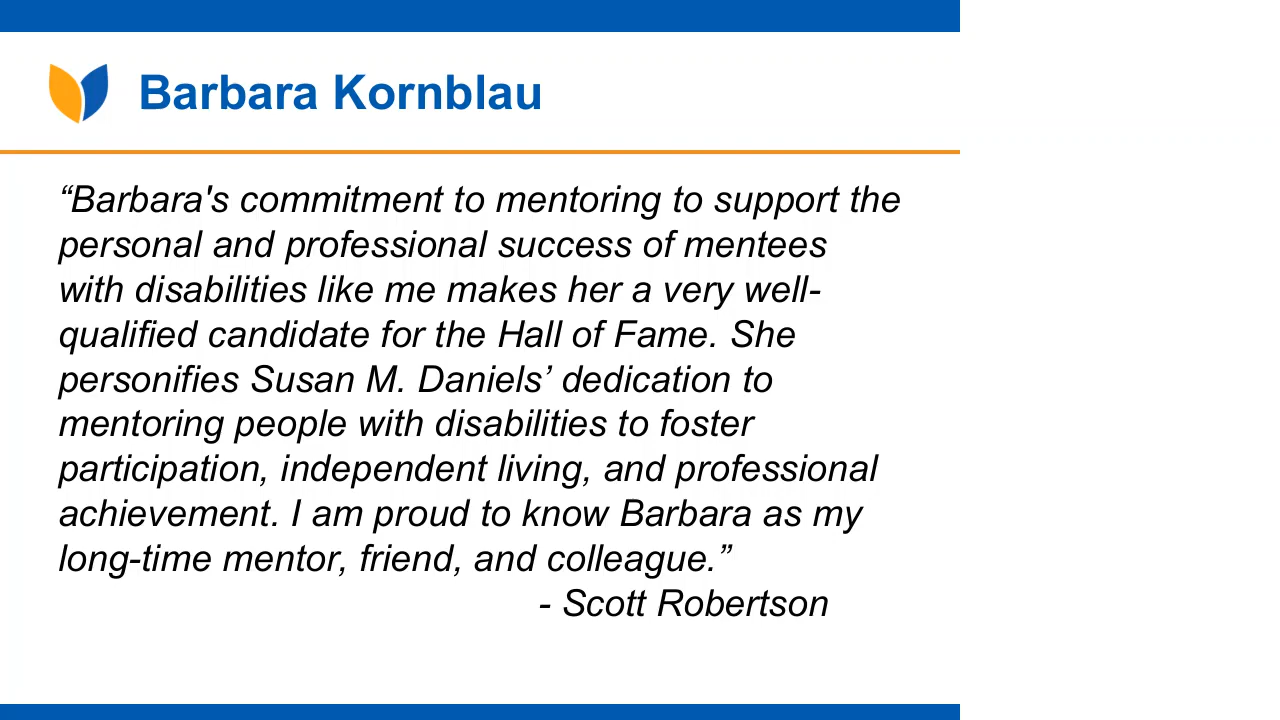 Barbara Kornblau
“Barbara's commitment to mentoring to support the
personal and professional success of mentees
with disabilities like me makes her a very well-
qualified candidate for the Hall of Fame. She
personifies Susan M. Daniels’ dedication to
mentoring people with disabilities to foster
participation, independent living, and professional
achievement. I am proud to know Barbara as my
long-time mentor, friend, and colleague.”
- Scott Robertson